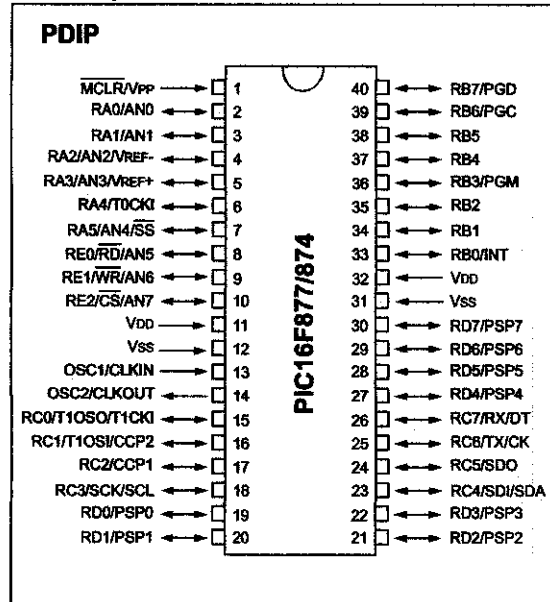 PDIP
MCLR/VPP 1 40 RB7/PGD
RA0/AN0 2 39 RB6/PGC
RA1/AN1 3 38 RB5
RA2/AN2/VREF- 4 37 RB4
RA3/AN3/VREF+ 5 36 RB3/PGM
RA4/T0CKI 6 35 RB2
RA5/AN4/SS 7 34 RB1
RE0/RD/AN5 8 33 RB0/INT
RE1/WR/AN6 9 32 VDD
RE2/CS/AN7 10 31 VSS
VDD 11 30 RD7/PSP7
VSS 12 29 RD6/PSP6
OSC1/CLKIN 13 28 RD5/PSP5
OSC2/CLKOUT 14 27 RD4/PSP4
RC0/T1OSO/T1CKI 15 26 RC7/RX/DT
RC1/T1OSI/CCP2 16 25 RC6/TX/CK
RC2/CCP1 17 24 RC5/SDO
RC3/SCK/SCL 18 23 RC4/SDI/SDA
RD0/PSP0 19 22 RD3/PSP3
RD1/PSP1 20 21 RD2/PSP2
PIC16F877/874